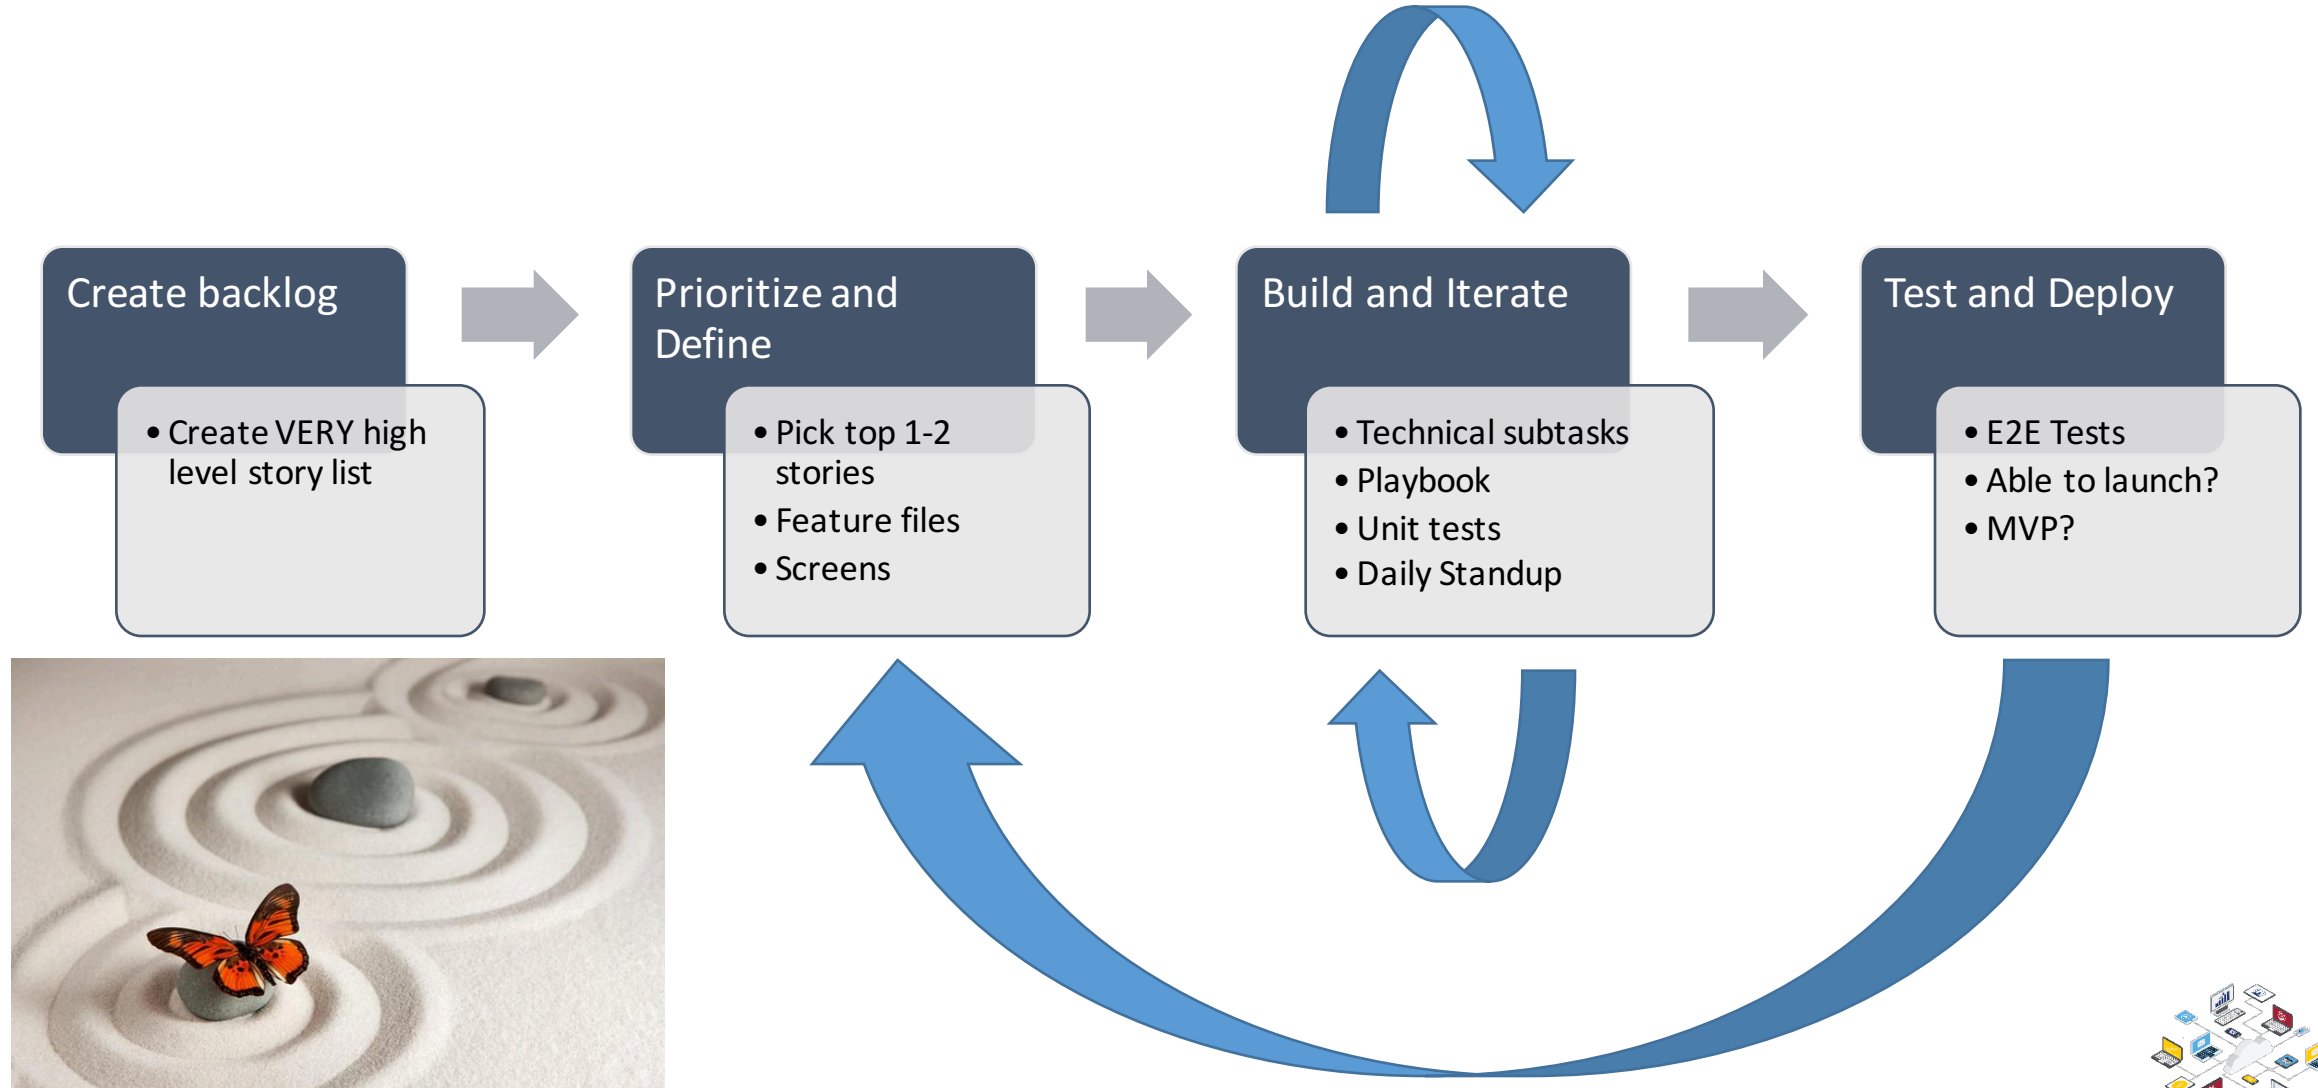 Create backlog
• Create VERY high
level story list
Prioritize and
Define
• Pick top 1-2
stories
• Feature files
• Screens
Build and Iterate
• Technical subtasks
• Playbook
• Unit tests
• Daily Standup
Test and Deploy
• E2E Tests
• Able to launch?
• MVP?